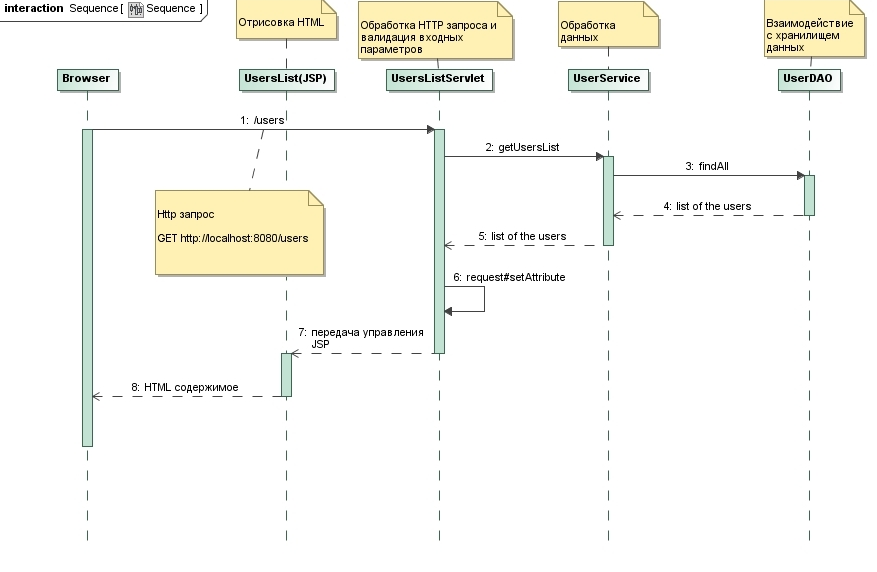 interaction Sequence [ Sequence ]
Отрисовка HTML
Обработка HTTP запроса и
валидация входных
параметров
Обработка
данных
Взаимодействие
с хранилищем
данных
Browser
UsersList(JSP)
UsersListServlet
UserService
UserDAO
1: /users
2: getUsersList
3: findAll
Http запрос
GET http://localhost:8080/users
4: list of the users
5: list of the users
6: request#setAttribute
7: передача управления
JSP
8: HTML содержимое